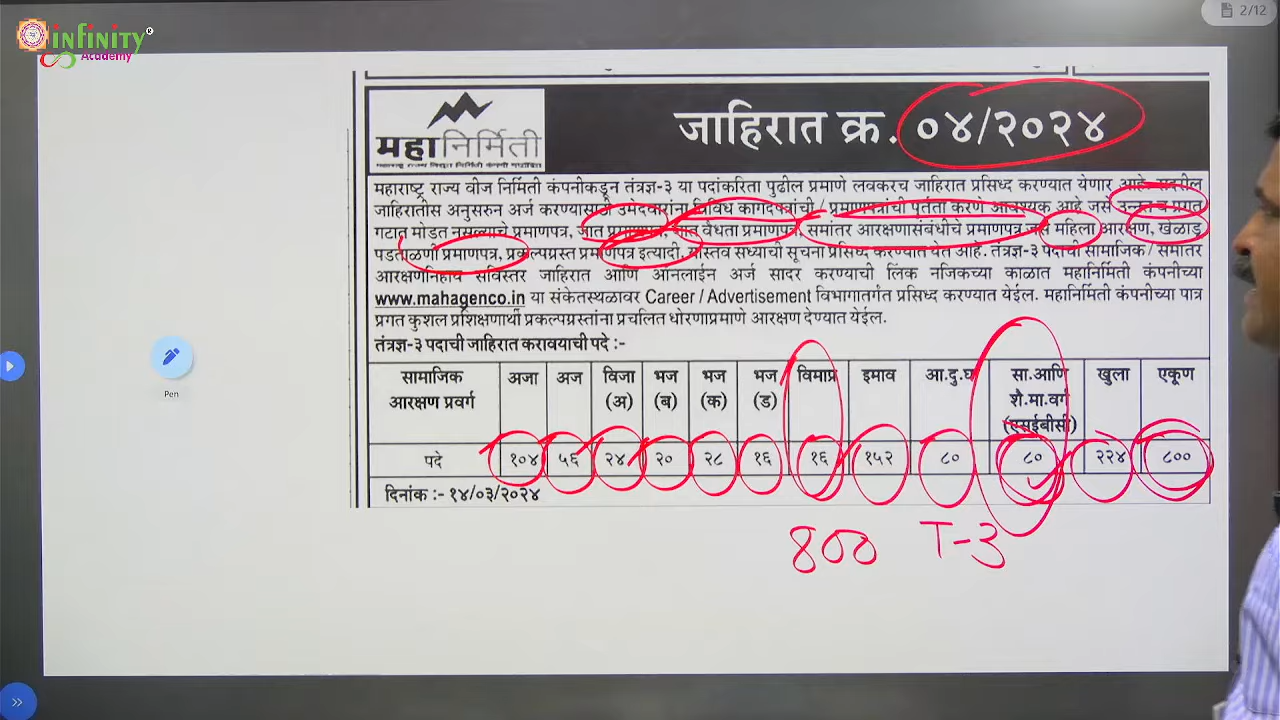 2/12
infinity
Academy
महानिर्मिती
जाहिरात क्र. ०४/२०२४
महाराष्ट्र राज्य वीज निर्मिती कंपनीकडून तंत्रज्ञ-३ या पदांकरिता पुढील प्रमाणे लवकरच जाहिरात प्रसिध्द करण्यात येणार आहे. सदरील
जाहिरातीस अनुसरुन अर्ज करण्यासाठी उमेदवारांना विविध कागदपत्रांची / प्रमाणपत्रांची पूर्तता करणे आवश्यक आहे जसे उन्नत व प्रगत
गटात मोडत नसल्याचे प्रमाणपत्र, जात प्रमाणपत्र, जात वैधता प्रमाणपत्र, समांतर आरक्षणासंबंधीचे प्रमाणपत्र जसे महिला आरक्षण, खेळाडू
पडताळणी प्रमाणपत्र, प्रकल्पग्रस्त प्रमाणपत्र इत्यादी. यास्तव सध्याची सूचना प्रसिध्द करण्यात येत आहे. तंत्रज्ञ-३ पदाची सामाजिक / समांतर
आरक्षणनिहाय सविस्तर जाहिरात आणि ऑनलाईन अर्ज सादर करण्याची लिंक नजिकच्या काळात महानिर्मिती कंपनीच्या
www.mahagenco.in या संकेतस्थळावर Career / Advertisement विभागातर्गत प्रसिध्द करण्यात येईल. महानिर्मिती कंपनीच्या पात्र
प्रगत कुशल प्रशिक्षणार्थी प्रकल्पग्रस्तांना प्रचलित धोरणाप्रमाणे आरक्षण देण्यात येईल.
तंत्रज्ञ-३ पदाची जाहिरात करावयाची पदे :-
सामाजिक आरक्षण प्रवर्ग अजा अज विजा (अ) भज (ब) भज (क) भज (ड) विमाप्र इमाव आ.दु.घ सा.आणि शै.मा.वर्ग (एसईबीसी) खुला एकूण
पदे १०४ ५६ २४ २० २८ १६ १६ १५२ ८० ८० २२४ ८००
दिनांक :- १४/०३/२०२४
800 T-3
Pen